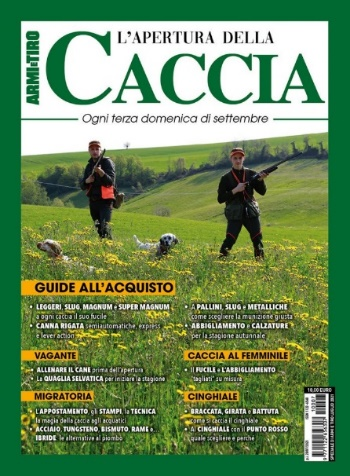 ARMI E TIRO
L'APERTURA DELLA
CACCIA
Ogni terza domenica di settembre
GUIDE ALL'ACQUISTO
• LEGGERI, SLUG, MAGNUM e SUPER MAGNUM
a ogni caccia il suo fucile
• CANNA RIGATA semiautomatiche, express
e lever action
• A PALLINI, SLUG e METALLICHE
come scegliere la munizione giusta
• ABBIGLIAMENTO e CALZATURE
per la stagione autunnale
VAGANTE
• ALLENARE IL CANE prima dell'apertura
• La QUAGLIA SELVATICA per iniziare la stagione
CACCIA AL FEMMINILE
• Il FUCILE e L'ABBIGLIAMENTO
"tagliati" su misura
MIGRATORIA
• L'APPOSTAMENTO, gli STAMPI, la TECNICA
la magia della caccia agli acquatici
• ACCIAIO, TUNGSTENO, BISMUTO, RAME e
IBRIDE le alternative al piombo
CINGHIALE
• BRACCATA, GIRATA e BATTUTA
come si caccia il cinghiale
• Al CINGHIALE con il PUNTO ROSSO
quale scegliere e perché
10,00 EURO